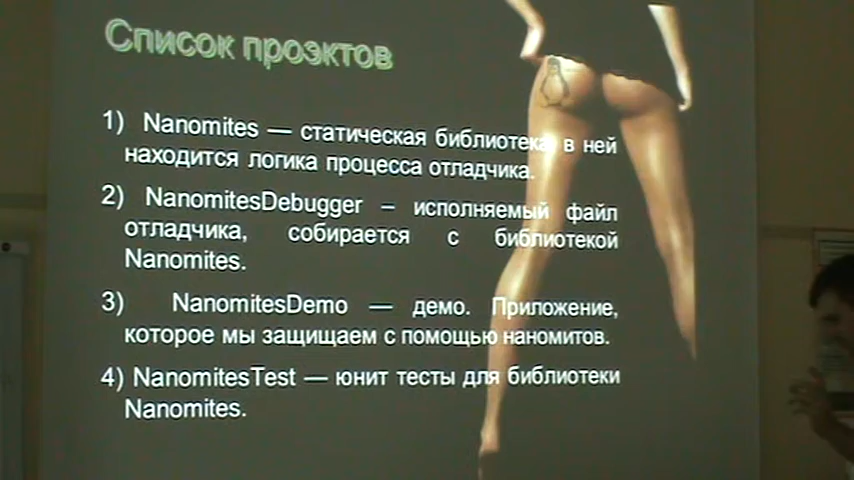 Список проэктов
1) Nanomites — статическая библиотека, в ней
находится логика процесса отладчика.
2) NanomitesDebugger – исполняемый файл
отладчика, собирается с библиотекой
Nanomites.
3) NanomitesDemo — демо. Приложение,
которое мы защищаем с помощью наномитов.
4) NanomitesTest — юнит тесты для библиотеки
Nanomites.